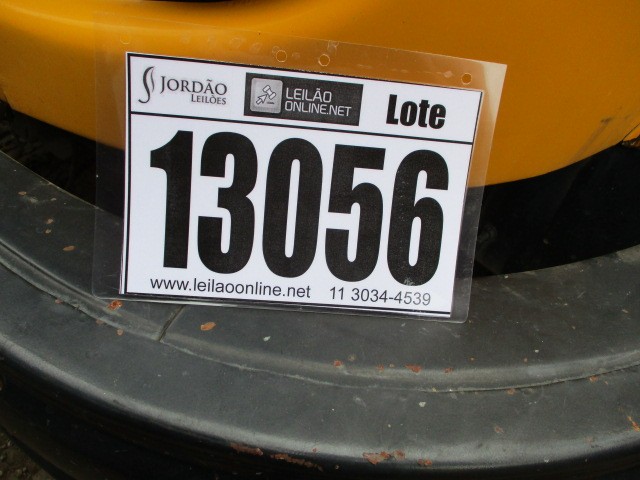 JORDÃO
LEILÕES
LEILÃO
ONLINE.NET
Lote
13056
www.leilaoonline.net 11 3034-4539